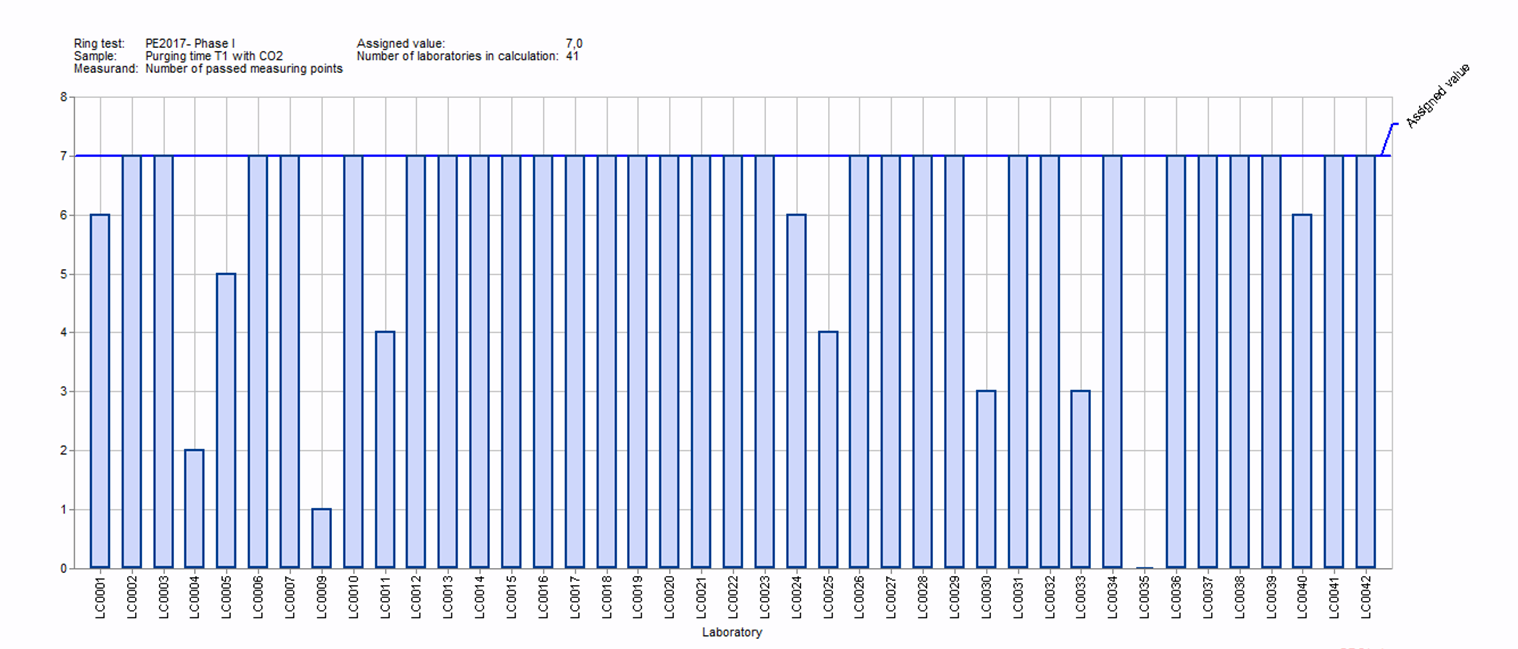 Ring test: PE2017- Phase I Assigned value: 7,0
Sample: Purging time T1 with CO2 Number of laboratories in calculation: 41
Measurand: Number of passed measuring points
Assigned value
8
7
6
5
4
3
2
1
0
LC0001
LC0002
LC0003
LC0004
LC0005
LC0006
LC0007
LC0009
LC0010
LC0011
LC0012
LC0013
LC0014
LC0015
LC0016
LC0017
LC0018
LC0019
LC0020
LC0021
LC0022
LC0023
LC0024
LC0025
LC0026
LC0027
LC0028
LC0029
LC0030
LC0031
LC0032
LC0033
LC0034
LC0035
LC0036
LC0037
LC0038
LC0039
LC0040
LC0041
LC0042
Laboratory